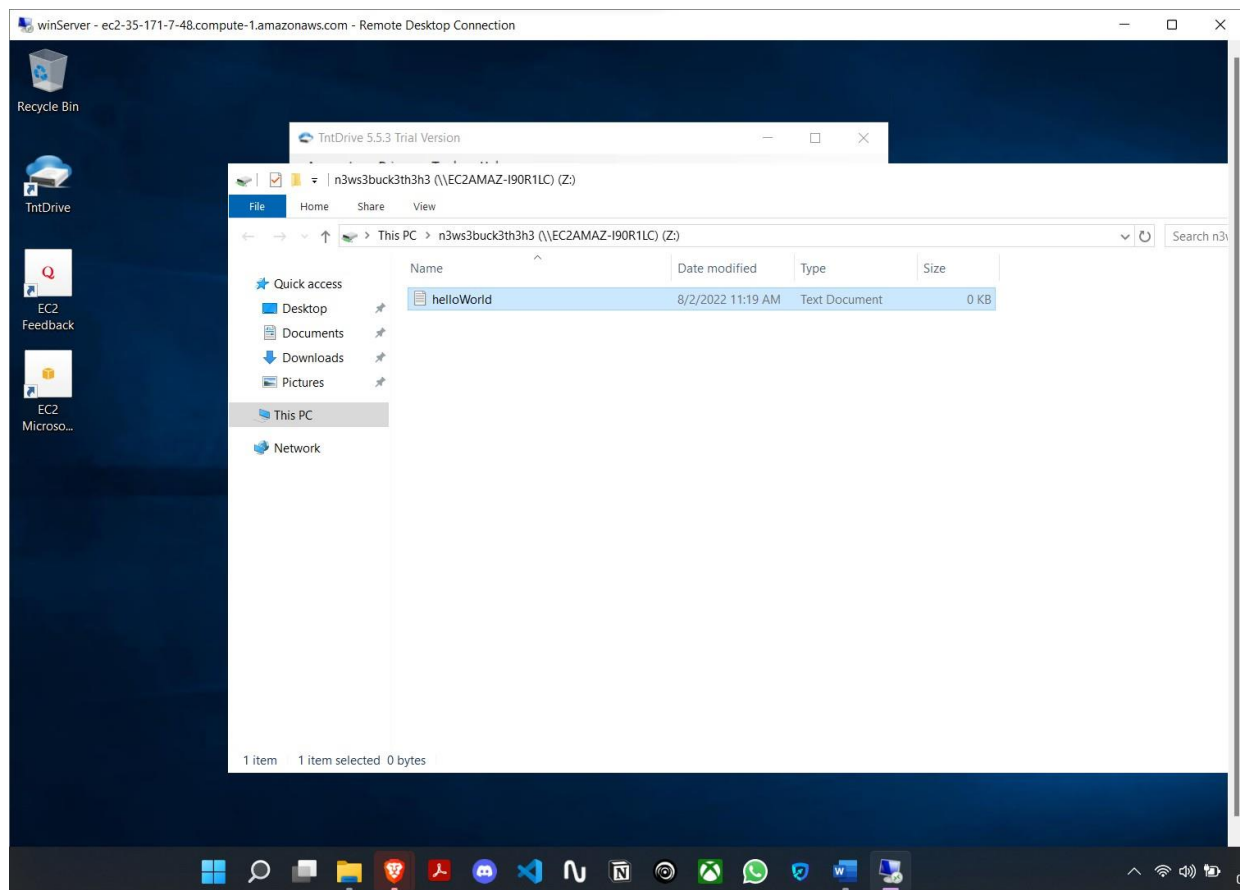 winServer - ec2-35-171-7-48.compute-1.amazonaws.com - Remote Desktop Connection
Recycle Bin
TntDrive 5.5.3 Trial Version
TntDrive
n3ws3buck3th3h3 (\\EC2AMAZ-I90R1LC) (Z:)
File Home Share View
This PC > n3ws3buck3th3h3 (\\EC2AMAZ-I90R1LC) (Z:)
Search
Name Date modified Type Size
Quick access
helloWorld 8/2/2022 11:19 AM Text Document 0 KB
Desktop
Documents
Downloads
Pictures
This PC
Network
EC2
Feedback
EC2
Microso...
1 item 1 item selected 0 bytes